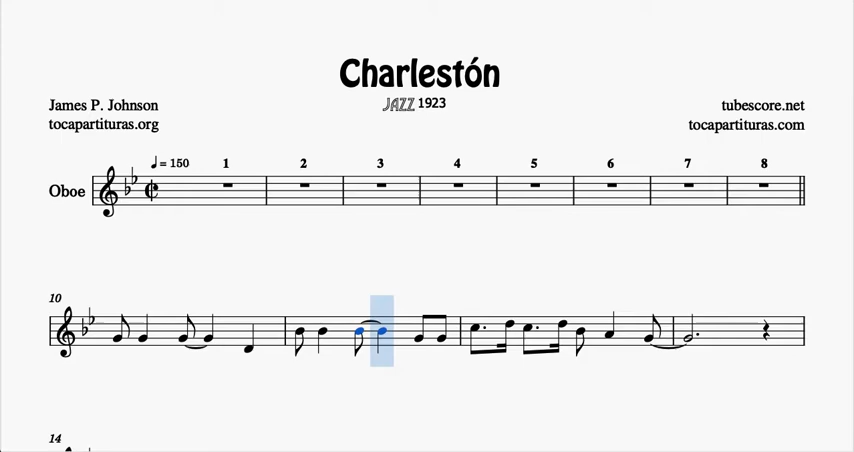 Charlestón
JAZZ 1923
James P. Johnson
tubescore.net
tocapartituras.org
tocapartituras.com
= 150
1 2 3 4 5 6 7 8
Oboe
10
14